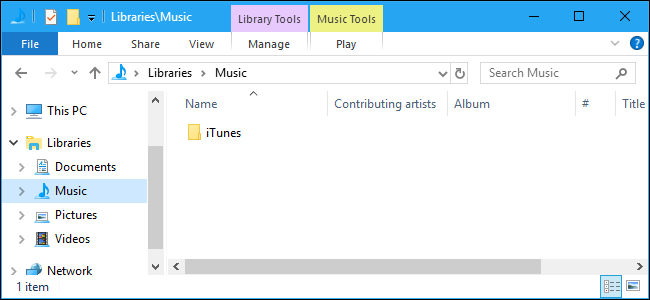 Libraries\Music
Library Tools
Music Tools
File
Home
Share
View
Manage
Play
Libraries
Music
Search Music
Name
Contributing artists
Album
#
Title
This PC
Libraries
Documents
Music
Pictures
Videos
Network
iTunes
1 item